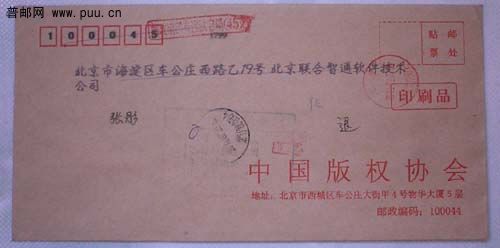 普邮网 www.puu.cn
100045
贴邮
票处
北京市海淀区车公庄西路乙19号 北京联合智通软件技术
公司
印刷品
张彤
退
中国版权协会
地址：北京市西城区车公庄大街甲4号物华大厦5层
邮政编码：100044